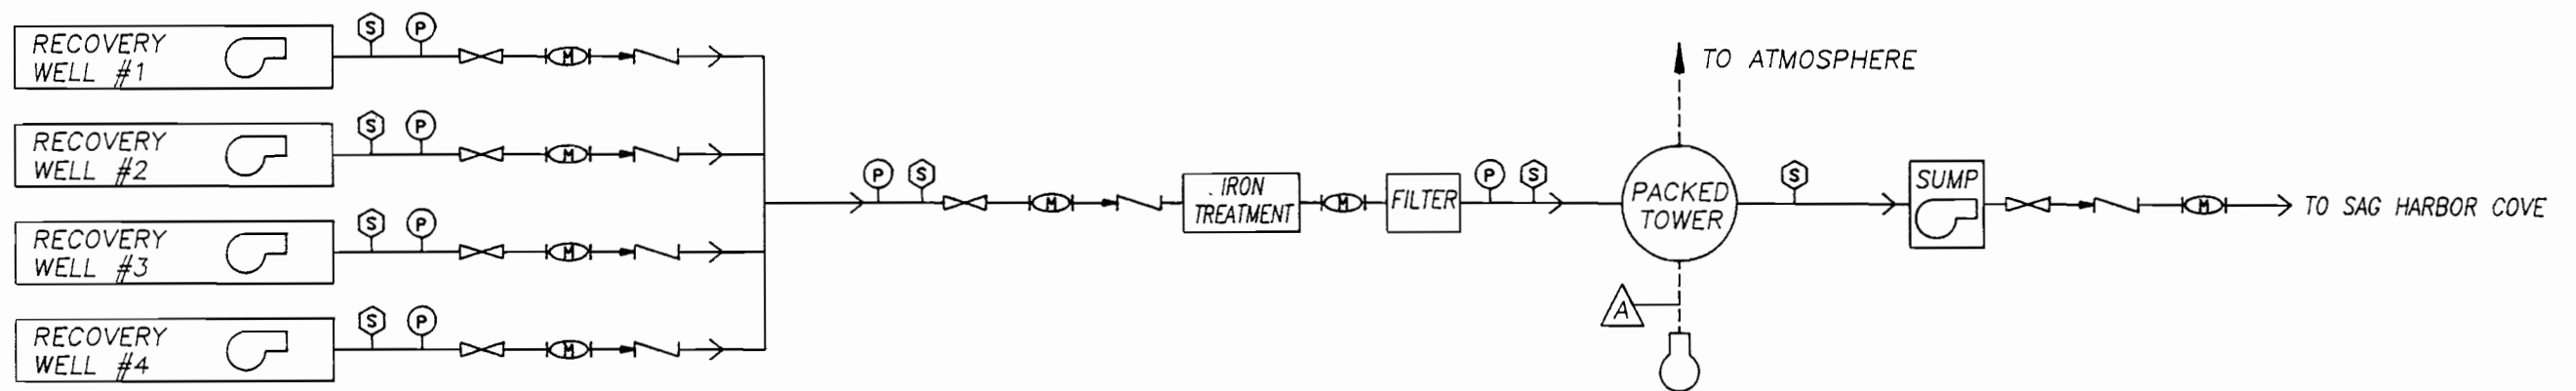 RECOVERY
WELL #1
S
P
M
RECOVERY
WELL #2
S
P
M
RECOVERY
WELL #3
S
P
M
RECOVERY
WELL #4
S
P
M
P
S
M
IRON
TREATMENT
M
FILTER
P
S
TO ATMOSPHERE
PACKED
TOWER
A
S
SUMP
M
TO SAG HARBOR COVE